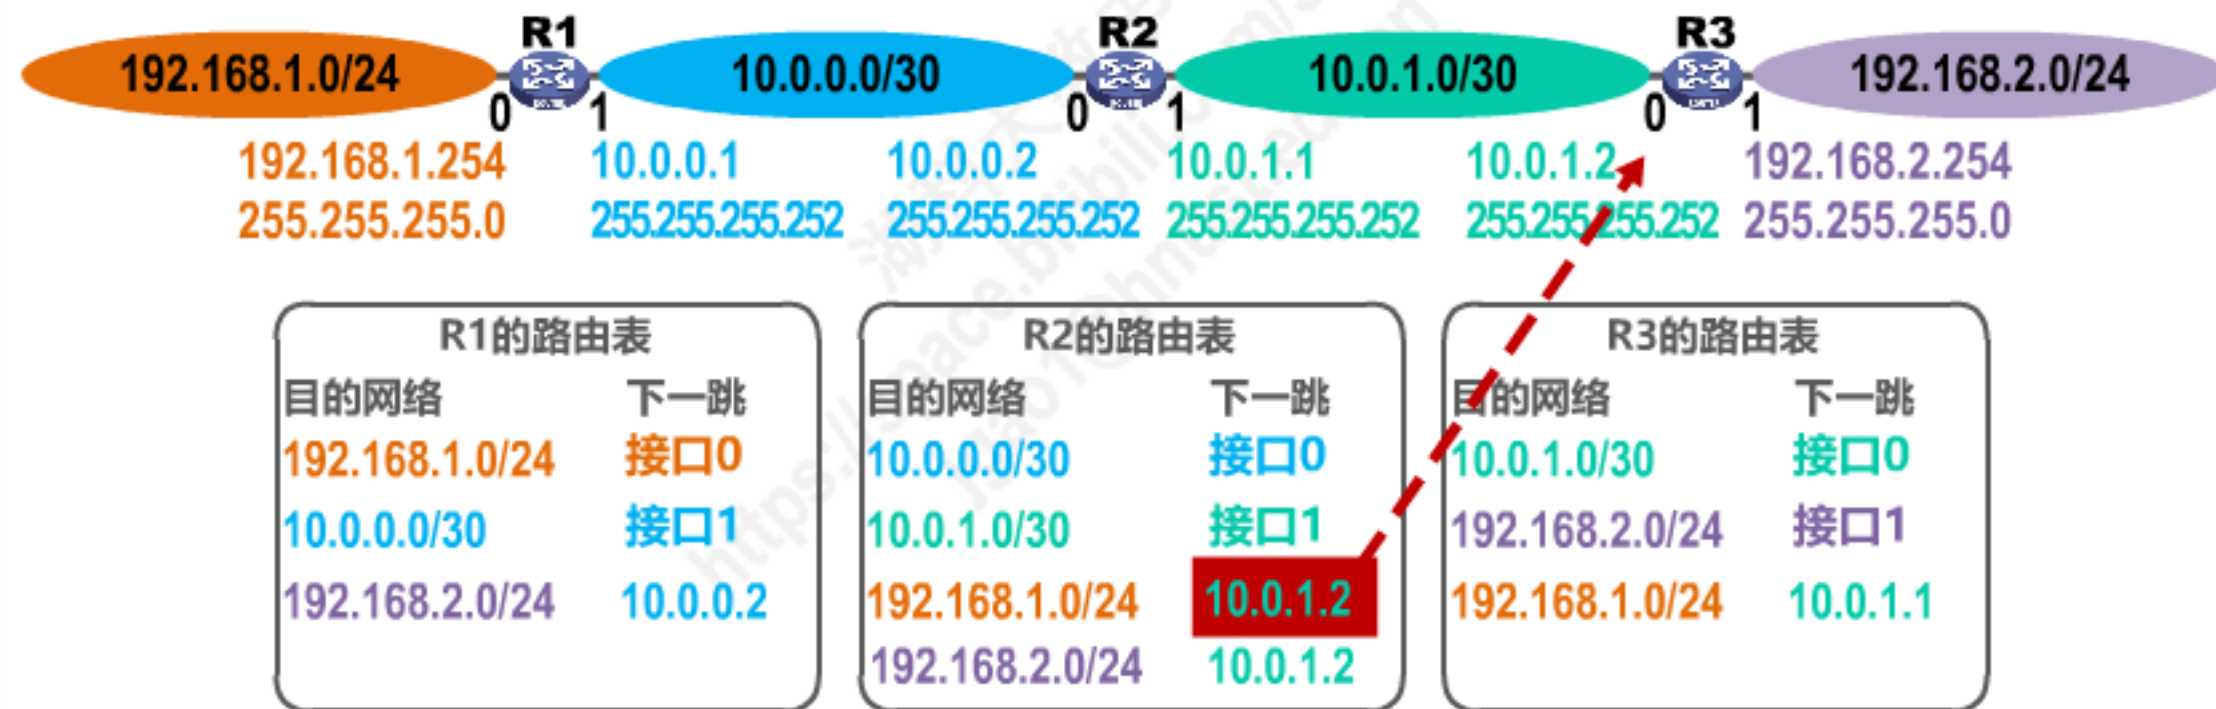 R1 R2 R3
192.168.1.0/24 10.0.0.0/30 10.0.1.0/30 192.168.2.0/24
0 1 0 1 0 1
192.168.1.254 10.0.0.1 10.0.0.2 10.0.1.1 10.0.1.2 192.168.2.254
255.255.255.0 255.255.255.252 255.255.255.252 255.255.255.252 255.255.255.252 255.255.255.0
R1的路由表
目的网络 下一跳
192.168.1.0/24 接口0
10.0.0.0/30 接口1
192.168.2.0/24 10.0.0.2
R2的路由表
目的网络 下一跳
10.0.0.0/30 接口0
10.0.1.0/30 接口1
192.168.1.0/24 10.0.1.2
192.168.2.0/24 10.0.1.2
R3的路由表
目的网络 下一跳
10.0.1.0/30 接口0
192.168.2.0/24 接口1
192.168.1.0/24 10.0.1.1